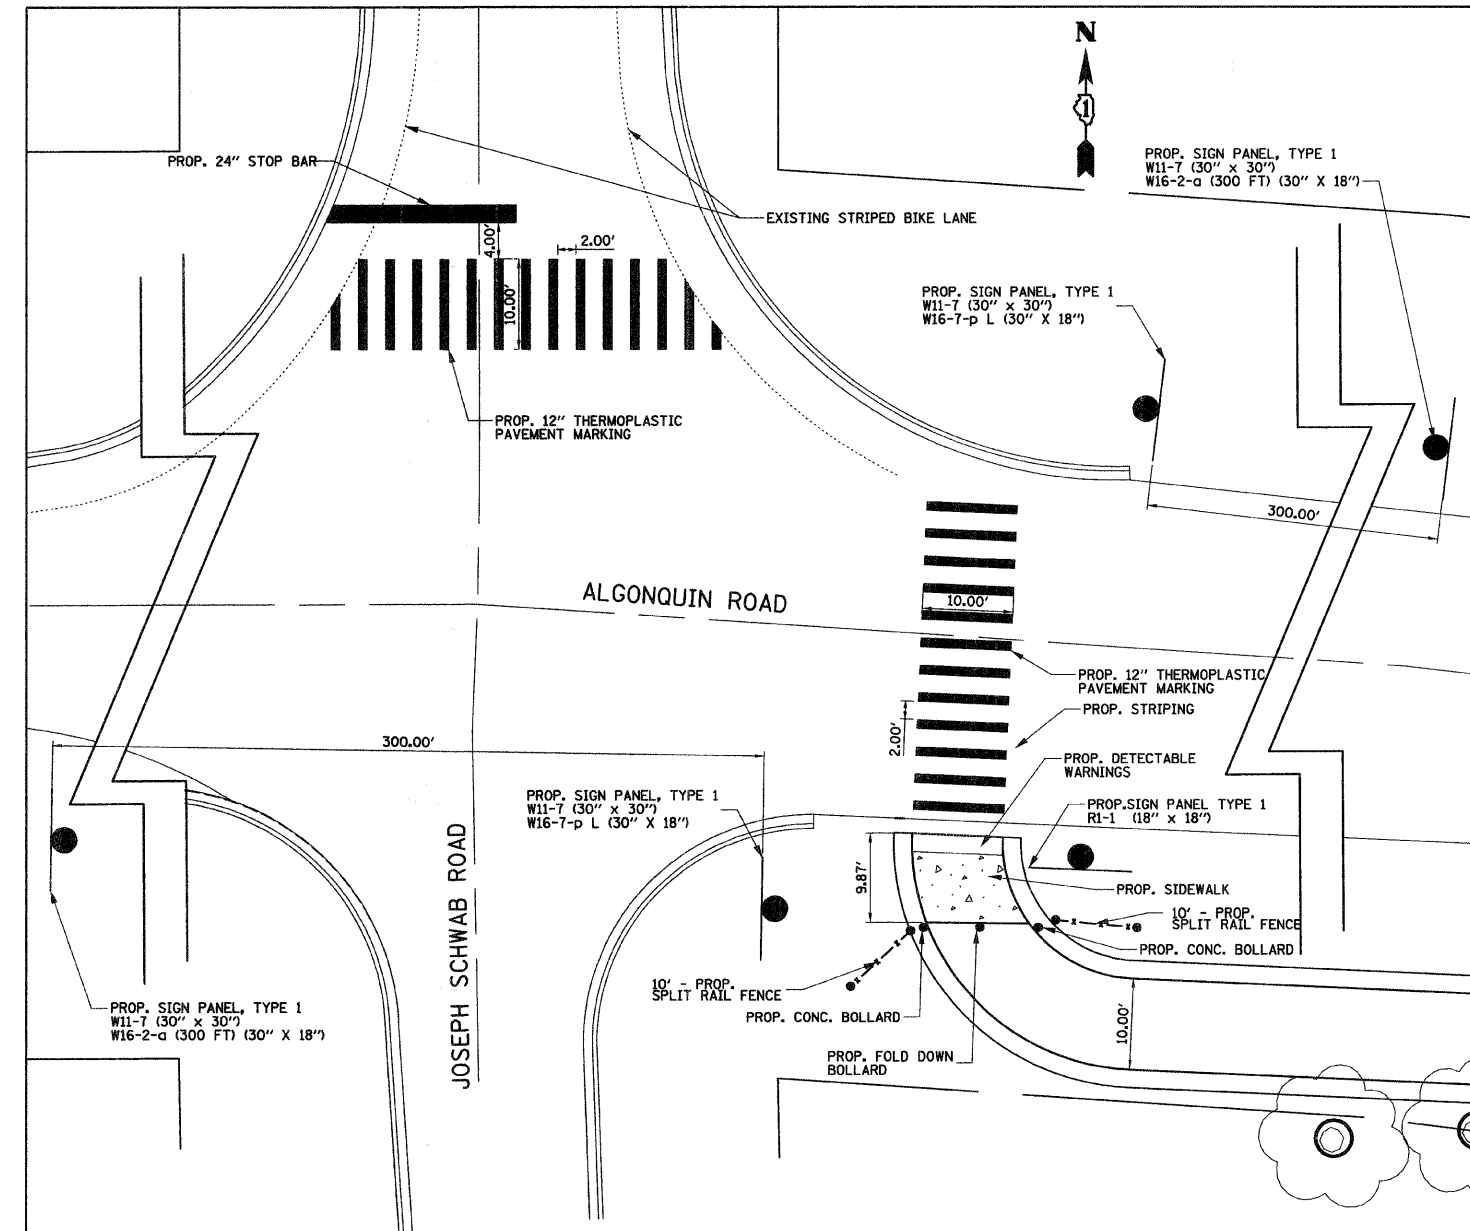 N
1
PROP. SIGN PANEL, TYPE 1
W11-7 (30" x 30")
W16-2-a (300 FT) (30" X 18")
PROP. 24" STOP BAR
EXISTING STRIPED BIKE LANE
4.00'
2.00'
10.00'
PROP. SIGN PANEL, TYPE 1
W11-7 (30" x 30")
W16-7-p L (30" X 18")
PROP. 12" THERMOPLASTIC
PAVEMENT MARKING
300.00'
ALGONQUIN ROAD
10.00'
PROP. 12" THERMOPLASTIC
PAVEMENT MARKING
PROP. STRIPING
2.00'
300.00'
PROP. DETECTABLE
WARNINGS
PROP. SIGN PANEL, TYPE 1
W11-7 (30" x 30")
W16-7-p L (30" X 18")
PROP.SIGN PANEL TYPE 1
R1-1 (18" x 18")
JOSEPH SCHWAB ROAD
9.87'
PROP. SIDEWALK
10' - PROP.
SPLIT RAIL FENCE
PROP. CONC. BOLLARD
10' - PROP.
SPLIT RAIL FENCE
PROP. CONC. BOLLARD
10.00'
PROP. SIGN PANEL, TYPE 1
W11-7 (30" x 30")
W16-2-a (300 FT) (30" X 18")
PROP. FOLD DOWN
BOLLARD